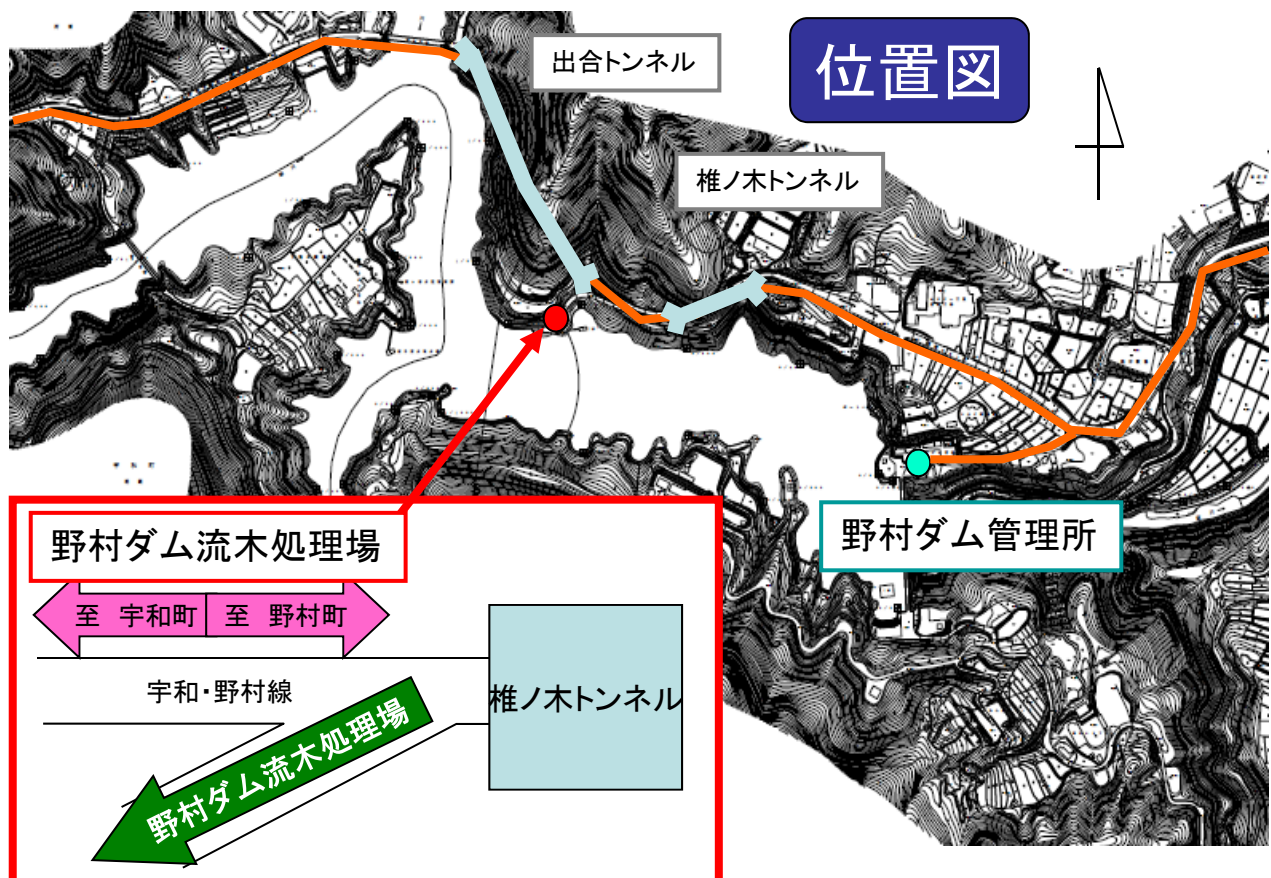 位置図
出合トンネル
椎ノ木トンネル
野村ダム管理所
野村ダム流木処理場
至 宇和町
至 野村町
宇和・野村線
椎ノ木トンネル
野村ダム流木処理場